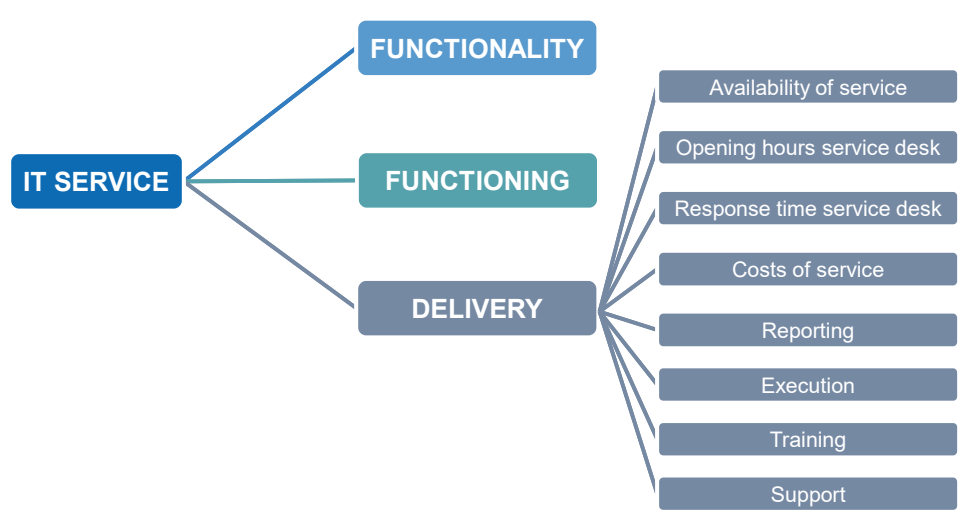 IT SERVICE
FUNCTIONALITY
FUNCTIONING
DELIVERY
Availability of service
Opening hours service desk
Response time service desk
Costs of service
Reporting
Execution
Training
Support